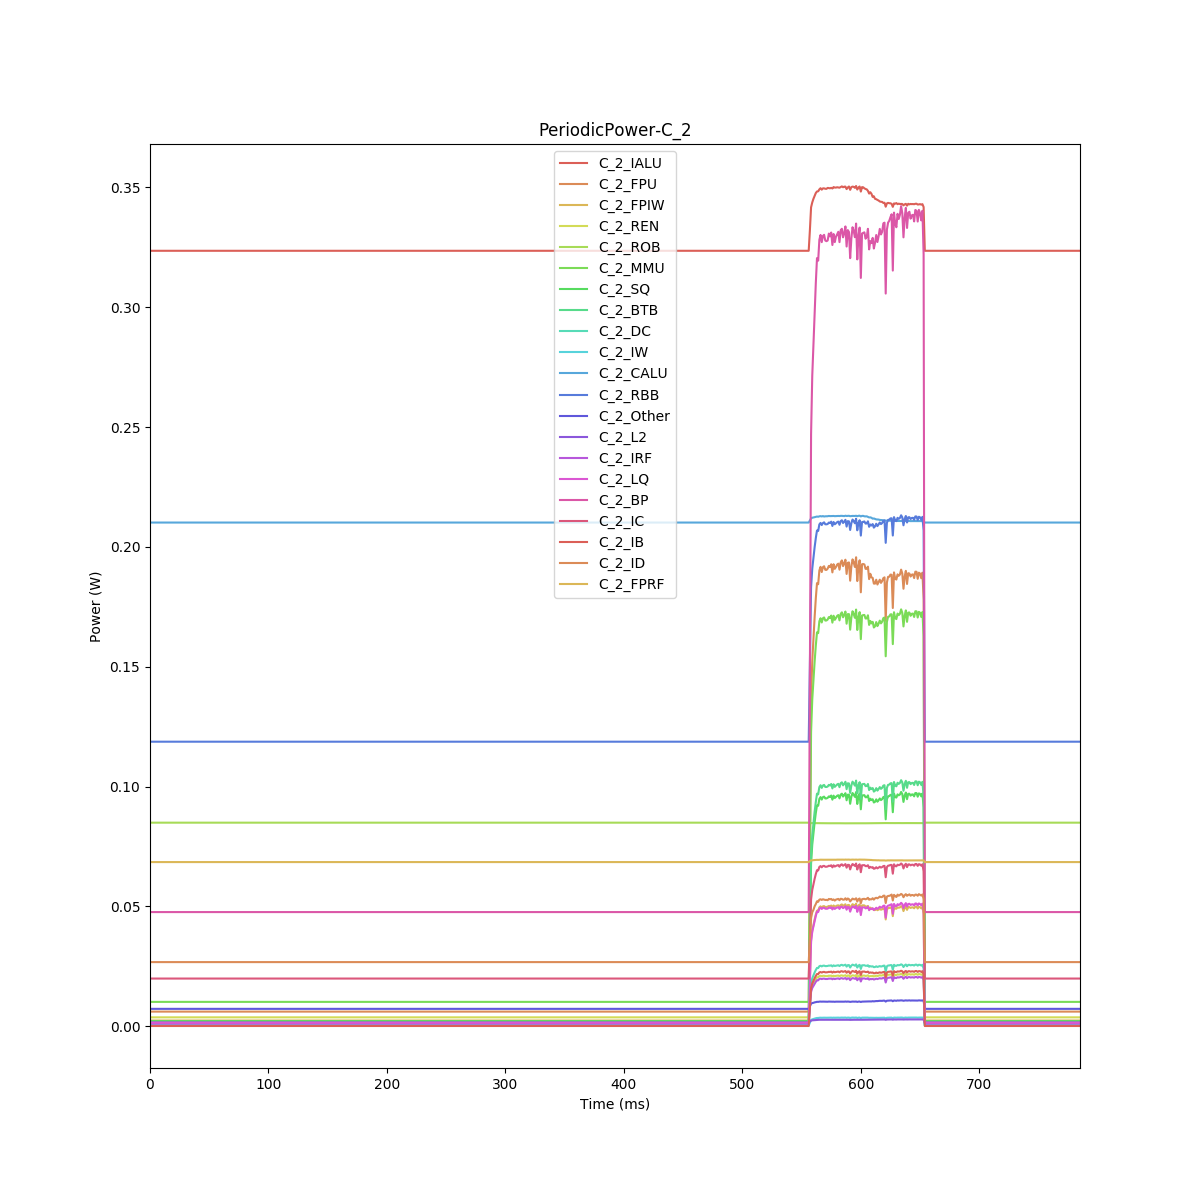 PeriodicPower-C_2
C_2_IALU
C_2_FPU
C_2_FPIW
C_2_REN
C_2_ROB
C_2_MMU
C_2_SQ
C_2_BTB
C_2_DC
C_2_IW
C_2_CALU
C_2_RBB
C_2_Other
C_2_L2
C_2_IRF
C_2_LQ
C_2_BP
C_2_IC
C_2_IB
C_2_ID
C_2_FPRF
0.35
0.30
0.25
0.20
0.15
0.10
0.05
0.00
Power (W)
0 100 200 300 400 500 600 700
Time (ms)